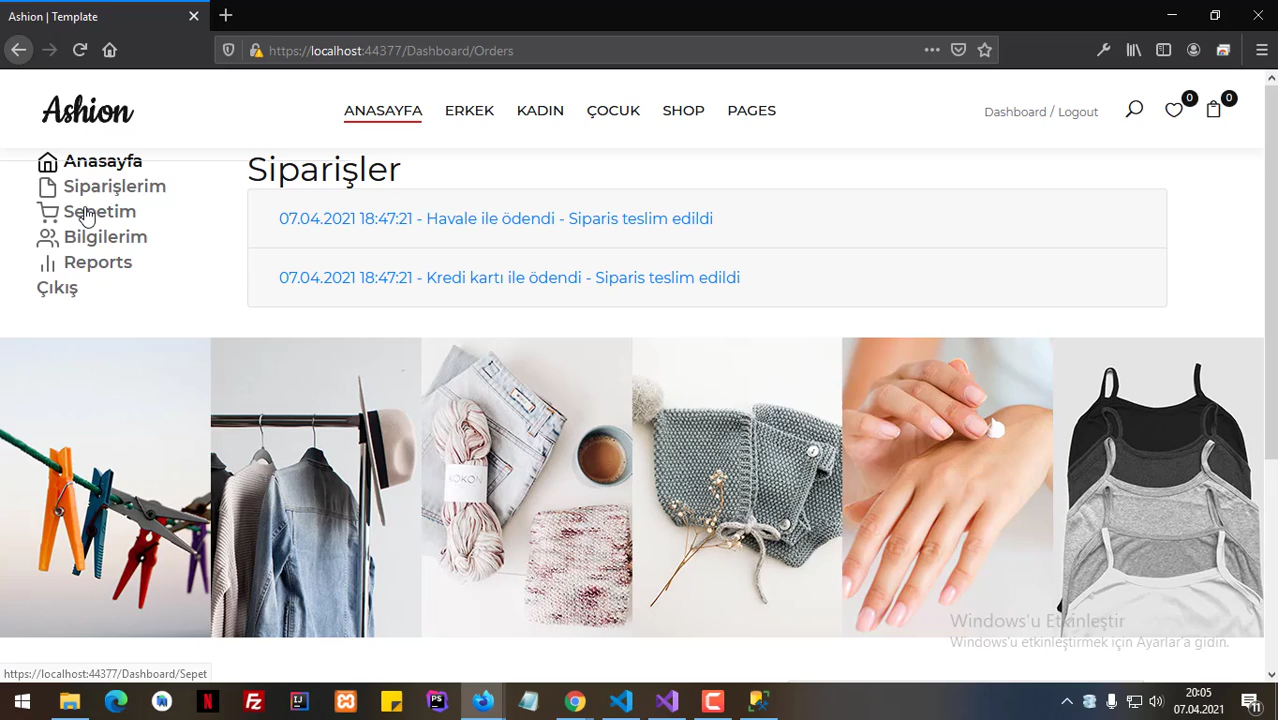 Ashion | Template
https://localhost:44377/Dashboard/Orders
Ashion
ANASAYFA ERKEK KADIN ÇOCUK SHOP PAGES
Dashboard / Logout
0
0
Anasayfa
Siparişlerim
Sepetim
Bilgilerim
Reports
Çıkış
Siparişler
07.04.2021 18:47:21 - Havale ile ödendi - Siparis teslim edildi
07.04.2021 18:47:21 - Kredi kartı ile ödendi - Siparis teslim edildi
KOKON
Windows'u Etkinleştir
Windows'u etkinleştirmek için Ayarlar'a gidin.
https://localhost:44377/Dashboard/Sepet
20:05
07.04.2021
11